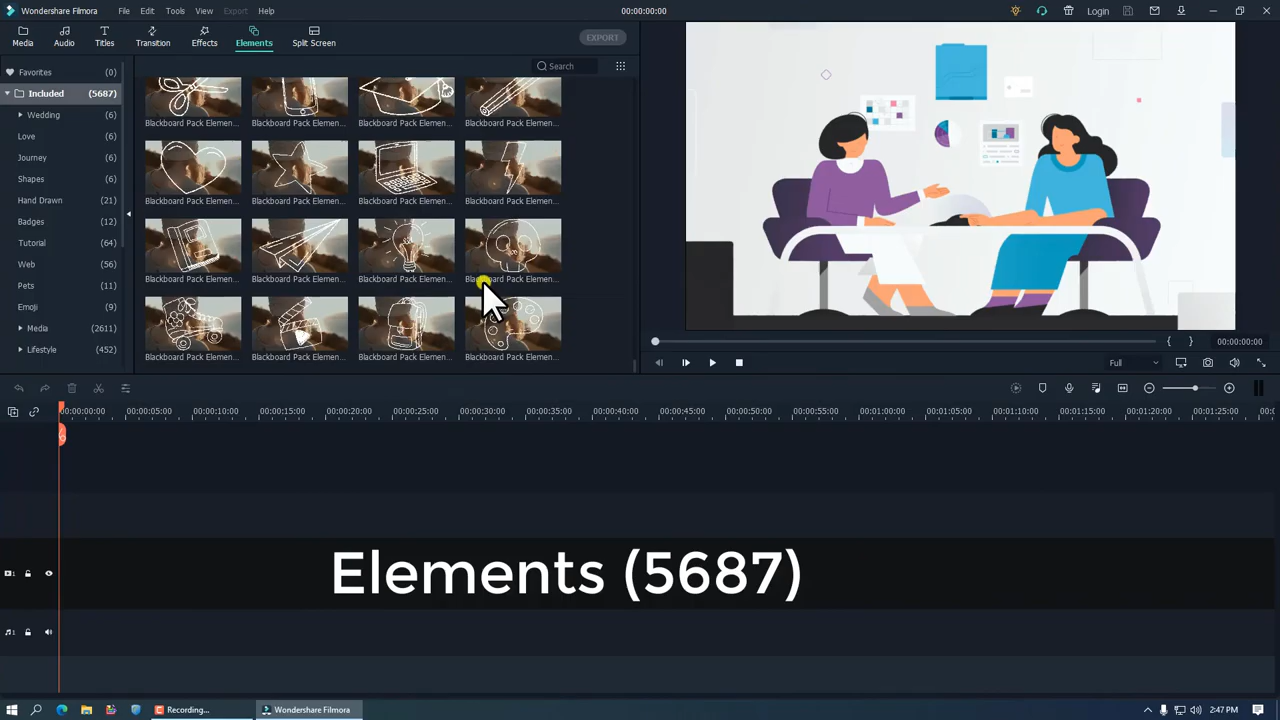 Wondershare Filmora
File Edit Tools View Export Help
00:00:00:00
Login
Media Audio Titles Transition Effects Elements Split Screen
EXPORT
Favorites (0)
Search
Included (5687)
Wedding (6)
Love (6)
Journey (6)
Hand Drawn (21)
Badges (12)
Tutorial (64)
Web (56)
Pets (11)
Emoji (9)
Media (2611)
Lifestyle (452)
Blackboard Pack Elemen... Blackboard Pack Elemen... Blackboard Pack Elemen... Blackboard Pack Elemen...
Blackboard Pack Elemen... Blackboard Pack Elemen... Blackboard Pack Elemen... Blackboard Pack Elemen...
Blackboard Pack Elemen... Blackboard Pack Elemen... Blackboard Pack Elemen... Blackboard Pack Elemen...
Blackboard Pack Elemen... Blackboard Pack Elemen... Blackboard Pack Elemen... Blackboard Pack Elemen...
{ } 00:00:00:00
Full
00:00:00:00 00:00:05:00 00:00:10:00 00:00:15:00 00:00:20:00 00:00:25:00 00:00:30:00 00:00:35:00 00:00:40:00 00:00:45:00 00:00:50:00 00:00:55:00 00:01:00:00 00:01:05:00 00:01:10:00 00:01:15:00 00:01:20:00 00:01:25:00
Elements (5687)
1
1
Recording...
Wondershare Filmora
2:47 PM